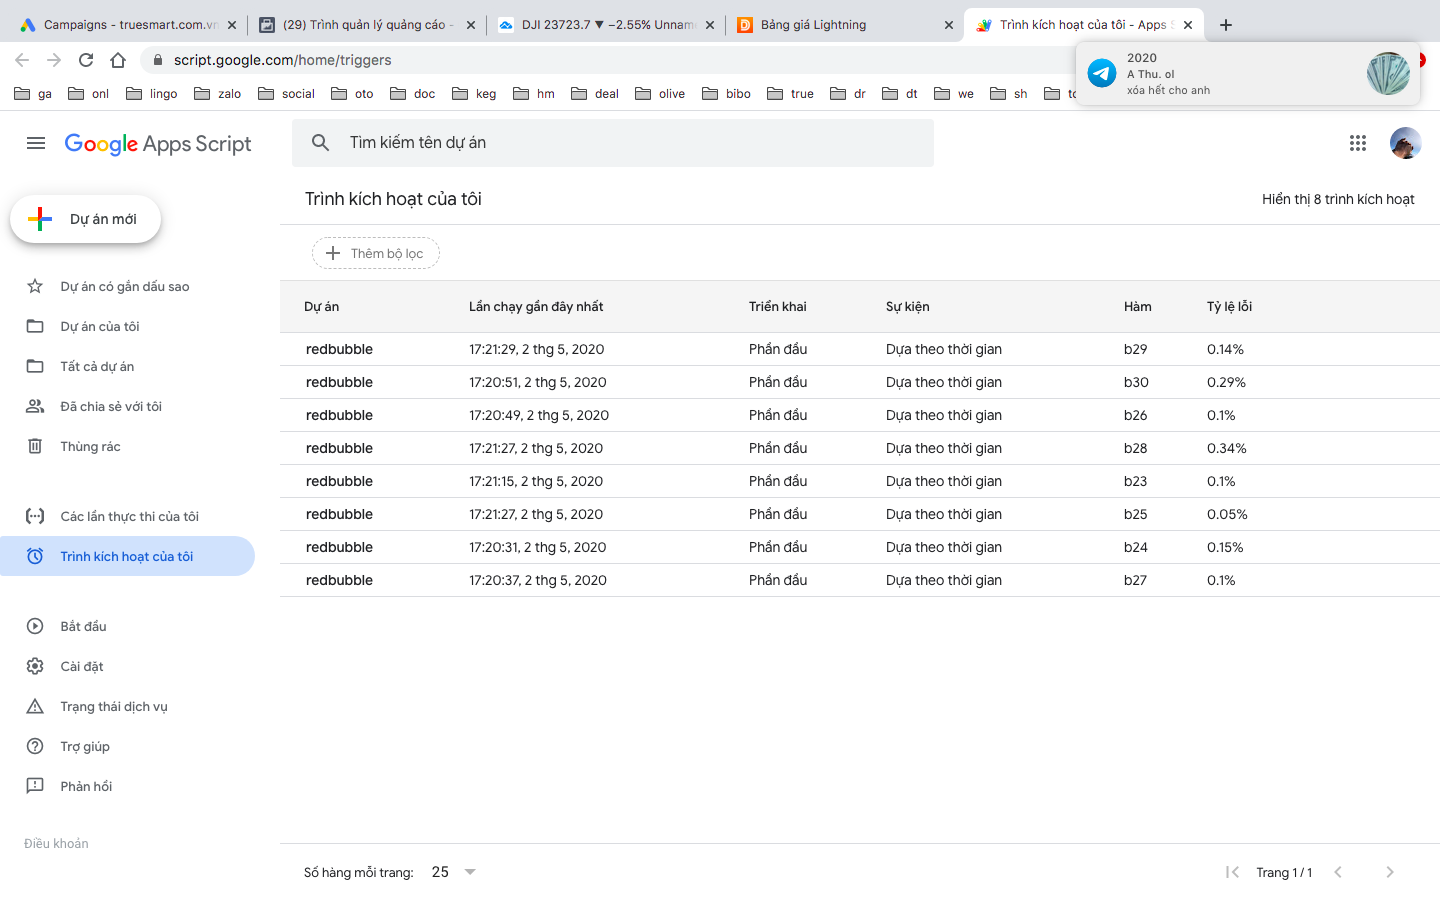 Campaigns - truesmart.com.vn
(29) Trình quản lý quảng cáo -
DJI 23723.7 ▼ −2.55% Unname
Bảng giá Lightning
Trình kích hoạt của tôi - Apps S
script.google.com/home/triggers
2020
A Thu. ol
xóa hết cho anh
ga
onl
lingo
zalo
social
oto
doc
keg
hm
deal
olive
bibo
true
dr
dt
we
sh
Google Apps Script
Tìm kiếm tên dự án
Dự án mới
Trình kích hoạt của tôi
Hiển thị 8 trình kích hoạt
Thêm bộ lọc
Dự án có gắn dấu sao
Dự án của tôi
Tất cả dự án
Đã chia sẻ với tôi
Thùng rác
Các lần thực thi của tôi
Trình kích hoạt của tôi
Bắt đầu
Cài đặt
Trạng thái dịch vụ
Trợ giúp
Phản hồi
Điều khoản
Dự án Lần chạy gần đây nhất Triển khai Sự kiện Hàm Tỷ lệ lỗi
redbubble 17:21:29, 2 thg 5, 2020 Phần đầu Dựa theo thời gian b29 0.14%
redbubble 17:20:51, 2 thg 5, 2020 Phần đầu Dựa theo thời gian b30 0.29%
redbubble 17:20:49, 2 thg 5, 2020 Phần đầu Dựa theo thời gian b26 0.1%
redbubble 17:21:27, 2 thg 5, 2020 Phần đầu Dựa theo thời gian b28 0.34%
redbubble 17:21:15, 2 thg 5, 2020 Phần đầu Dựa theo thời gian b23 0.1%
redbubble 17:21:27, 2 thg 5, 2020 Phần đầu Dựa theo thời gian b25 0.05%
redbubble 17:20:31, 2 thg 5, 2020 Phần đầu Dựa theo thời gian b24 0.15%
redbubble 17:20:37, 2 thg 5, 2020 Phần đầu Dựa theo thời gian b27 0.1%
Số hàng mỗi trang: 25
Trang 1 / 1